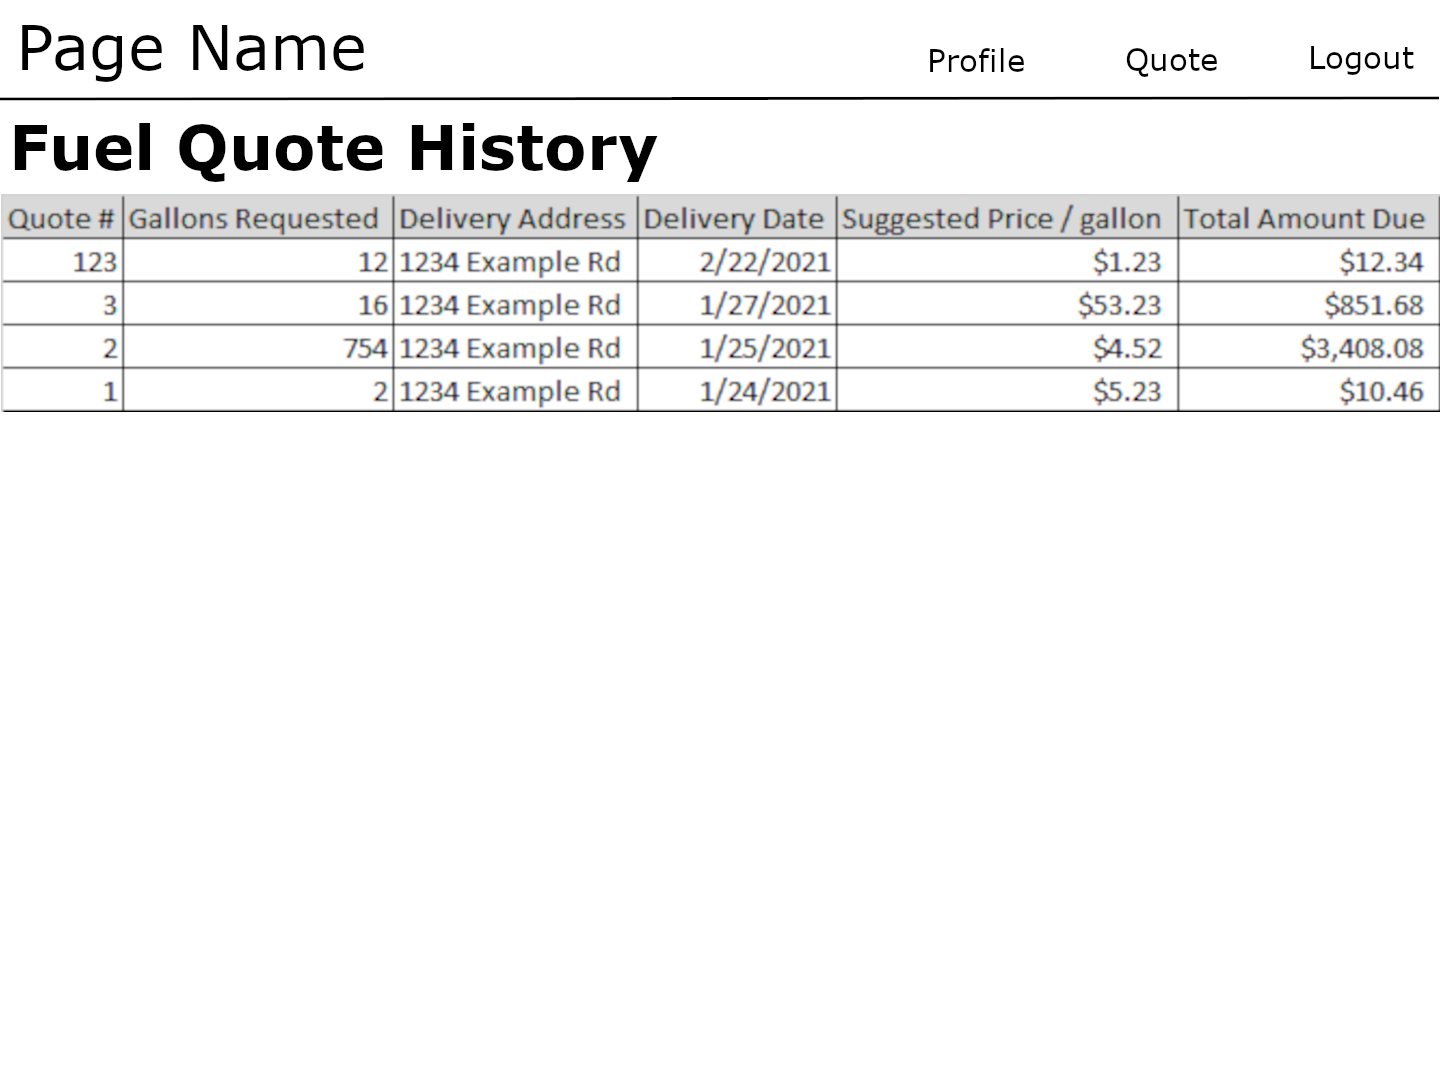 Page Name Profile Quote Logout
Fuel Quote History
Quote # Gallons Requested Delivery Address Delivery Date Suggested Price / gallon Total Amount Due
123 12 1234 Example Rd 2/22/2021 $1.23 $12.34
3 16 1234 Example Rd 1/27/2021 $53.23 $851.68
2 754 1234 Example Rd 1/25/2021 $4.52 $3,408.08
1 2 1234 Example Rd 1/24/2021 $5.23 $10.46